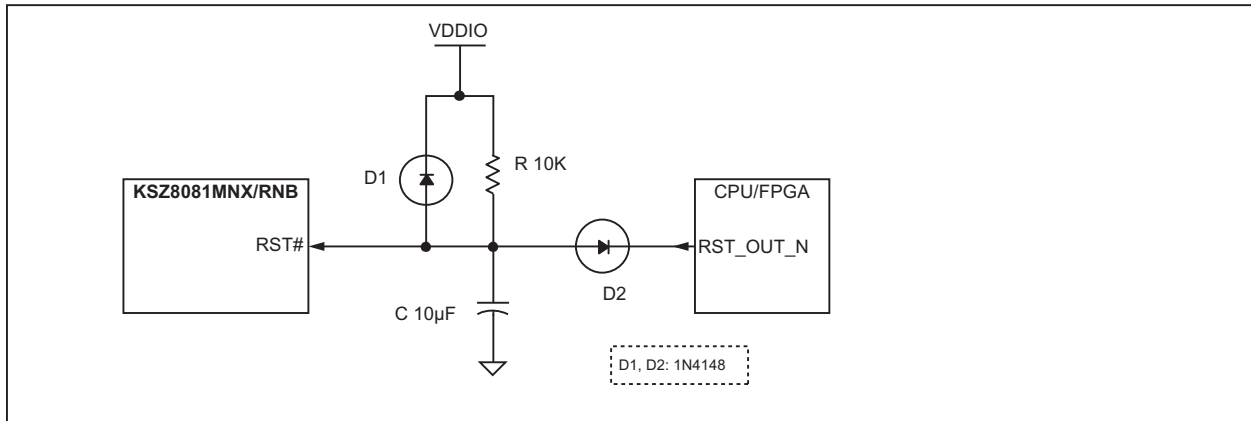 VDDIO
D1
R 10K
KSZ8081MNX/RNB
CPU/FPGA
RST#
RST_OUT_N
D2
C 10µF
D1, D2: 1N4148